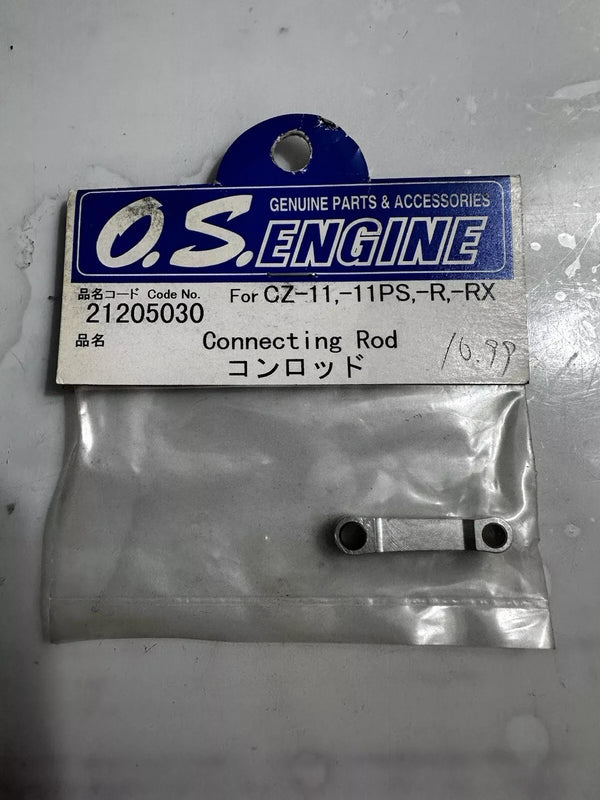 GENUINE PARTS & ACCESSORIES
O.S. ENGINE
品名コード Code No. For CZ-11,-11PS,-R,-RX
21205030
品名 Connecting Rod
コンロッド
16.99